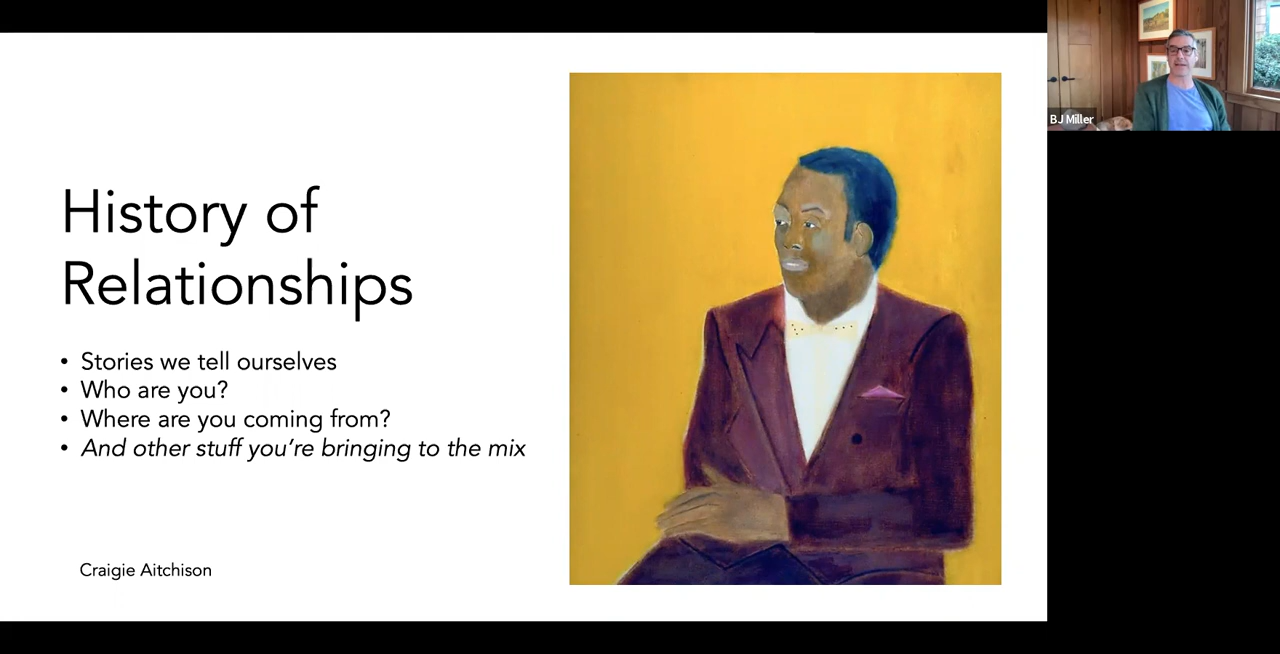 History of
Relationships
• Stories we tell ourselves
• Who are you?
• Where are you coming from?
• And other stuff you’re bringing to the mix
Craigie Aitchison
BJ Miller